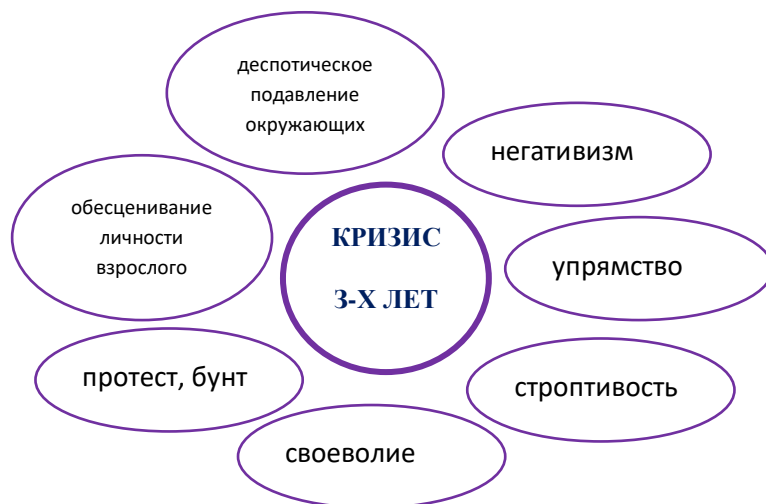 деспотическое
подавление
окружающих
негативизм
обесценивание
личности
взрослого
КРИЗИС
3-Х ЛЕТ
упрямство
протест, бунт
строптивость
своеволие